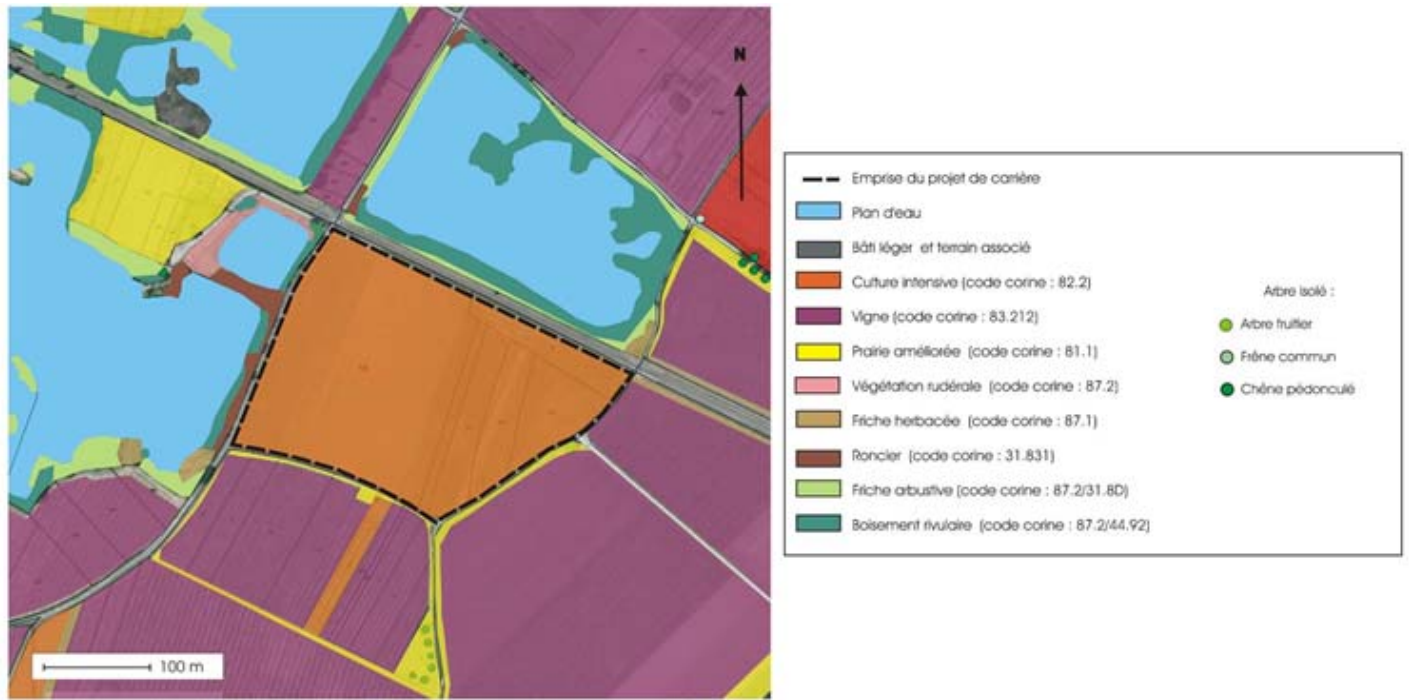 N
100 m
Emprise du projet de carrière
Plan d'eau
Bâti léger et terrain associé
Culture intensive (code corine : 82.2)
Vigne (code corine : 83.212)
Prairie améliorée (code corine : 81.1)
Végétation rudérale (code corine : 87.2)
Friche herbacée (code corine : 87.1)
Roncier (code corine : 31.831)
Friche arbustive (code corine : 87.2/31.8D)
Boisement rivulaire (code corine : 87.2/44.92)
Arbre isolé :
Arbre fruitier
Frêne commun
Chêne pédonculé